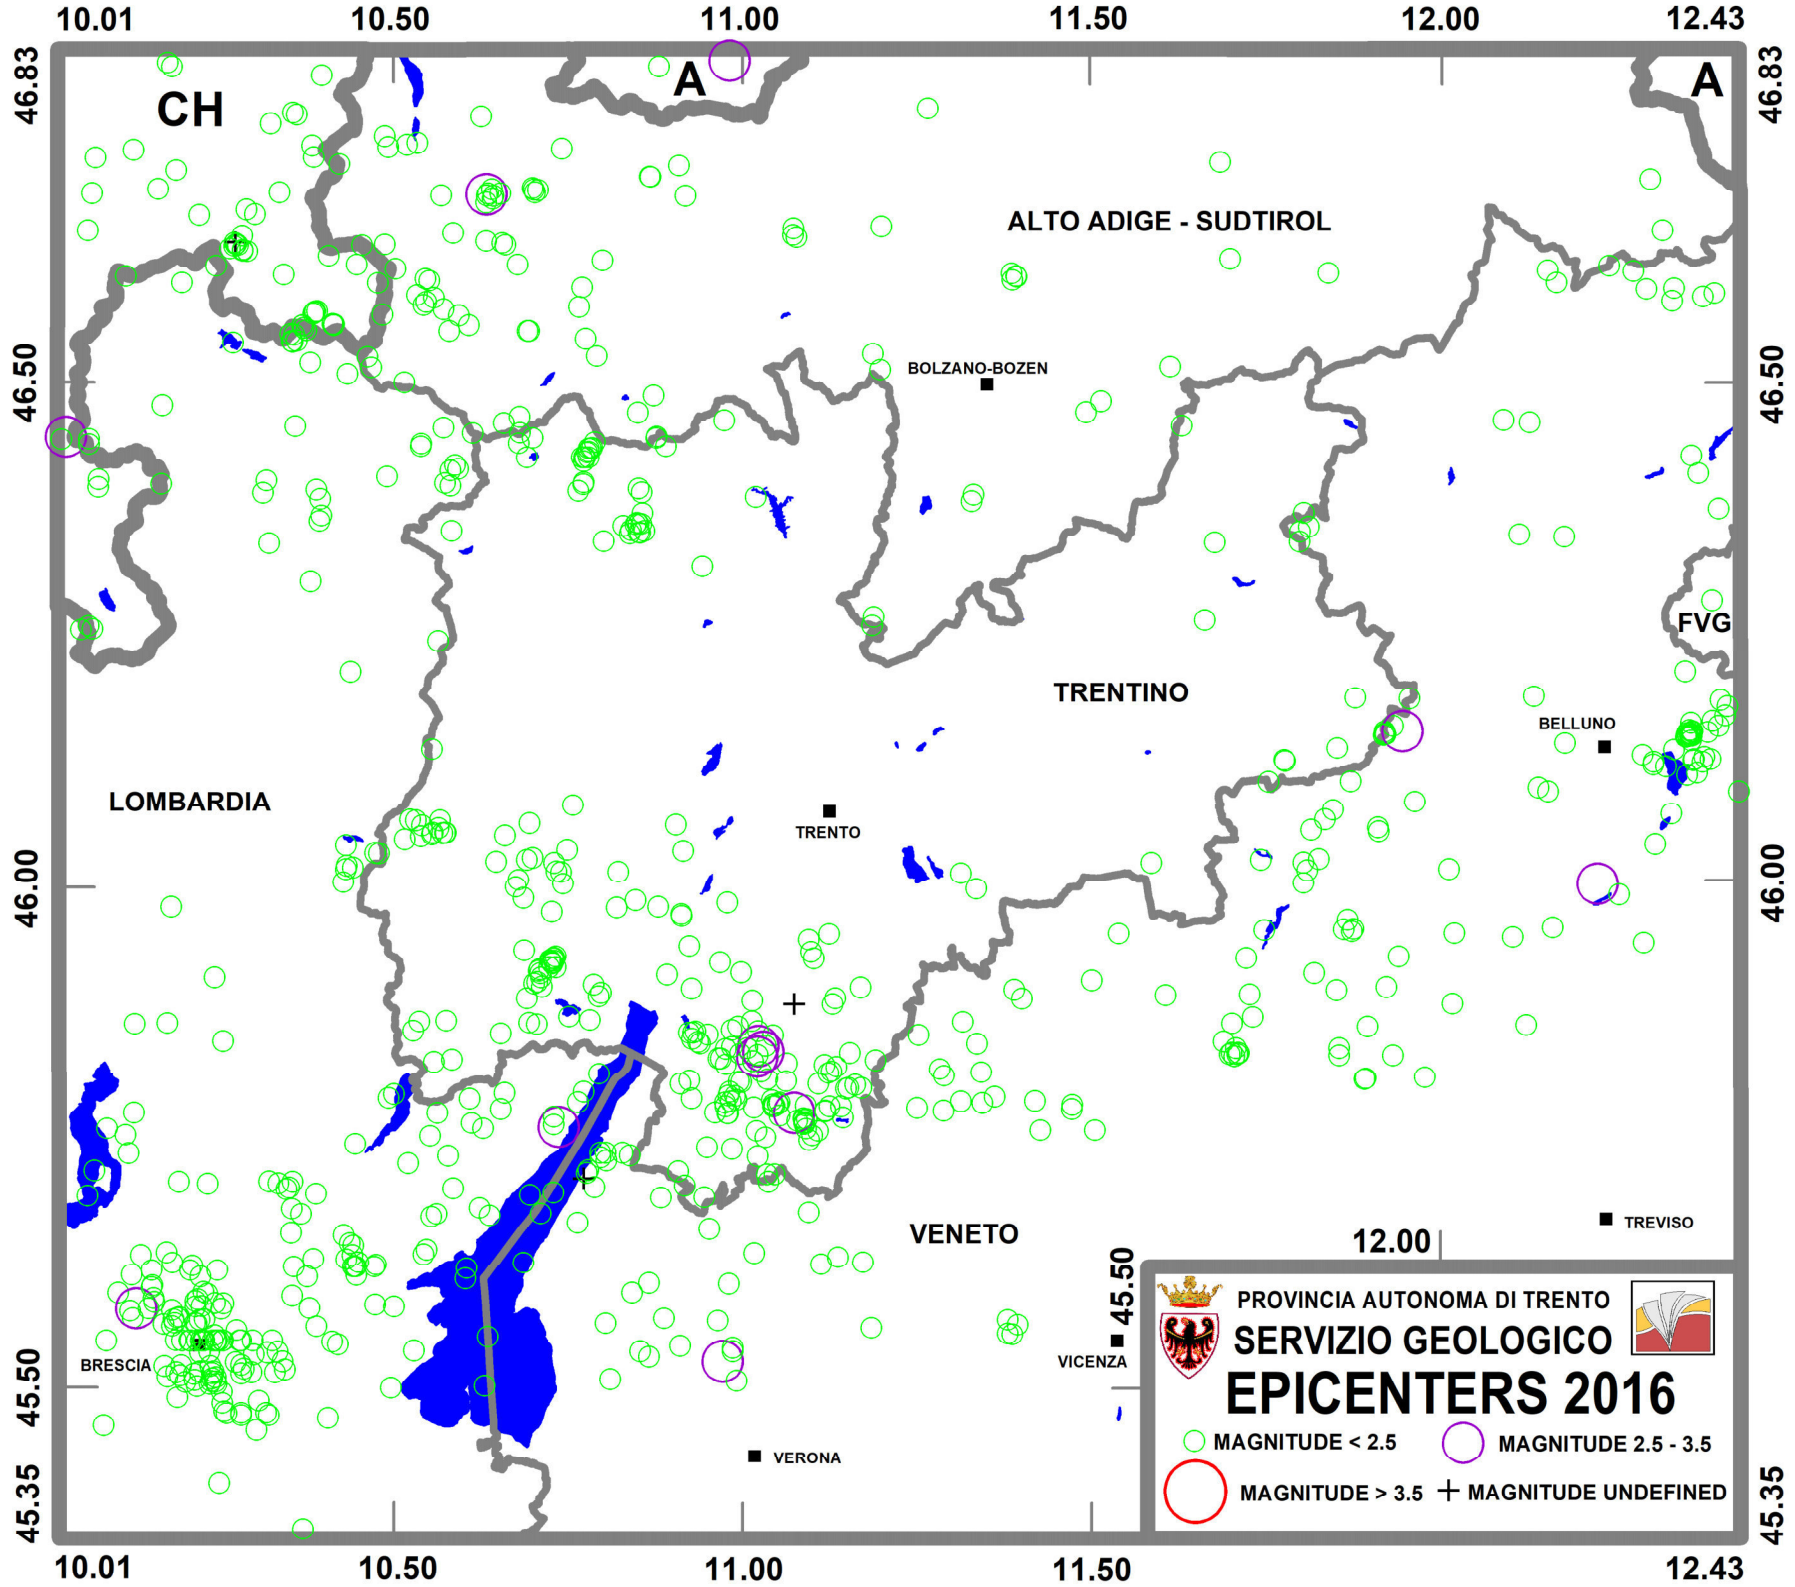 10.01 10.50 11.00 11.50 12.00 12.43
46.83
46.83
CH
A
A
ALTO ADIGE - SUDTIROL
BOLZANO-BOZEN
46.50
46.50
FVG
TRENTINO
BELLUNO
LOMBARDIA
TRENTO
46.00
46.00
VENETO
TREVISO
12.00
45.50
VICENZA
BRESCIA
45.50
VERONA
PROVINCIA AUTONOMA DI TRENTO
SERVIZIO GEOLOGICO
EPICENTERS 2016
MAGNITUDE < 2.5
MAGNITUDE 2.5 - 3.5
MAGNITUDE > 3.5
MAGNITUDE UNDEFINED
45.35
45.35
10.01 10.50 11.00 11.50 12.43